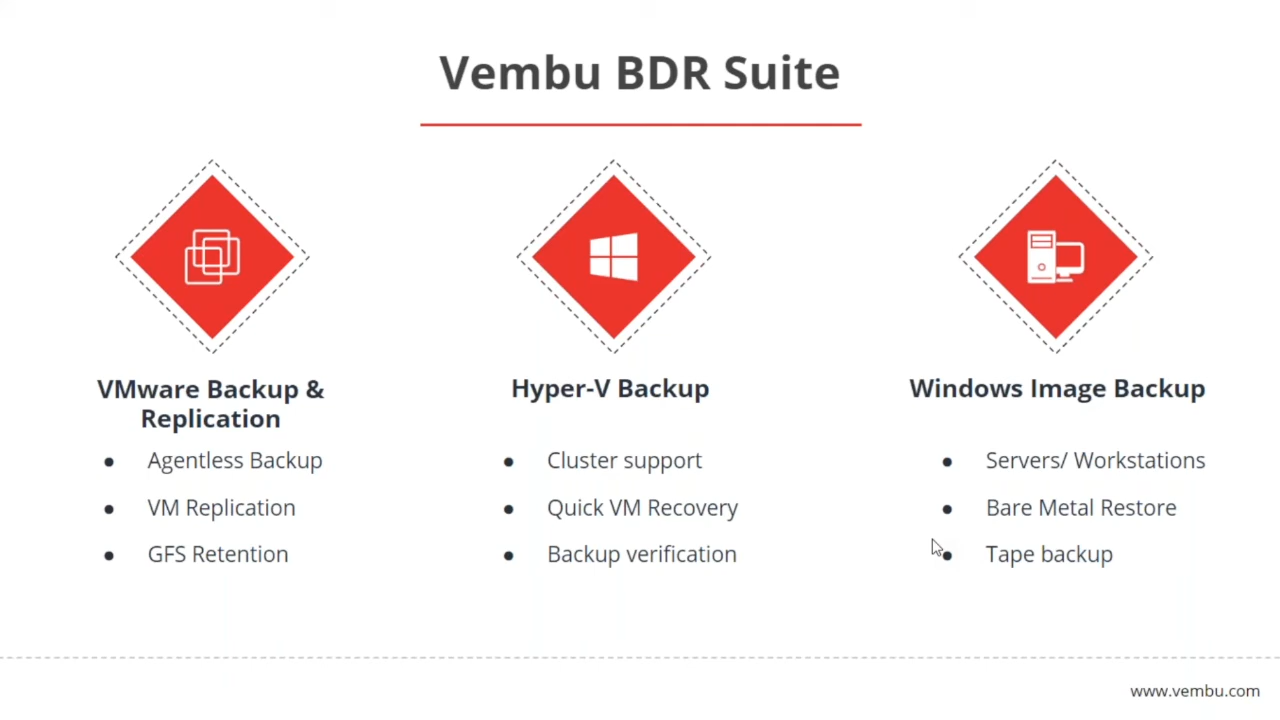 Vembu BDR Suite
VMware Backup &
Replication
● Agentless Backup
● VM Replication
● GFS Retention
Hyper-V Backup
● Cluster support
● Quick VM Recovery
● Backup verification
Windows Image Backup
● Servers/ Workstations
● Bare Metal Restore
● Tape backup
www.vembu.com